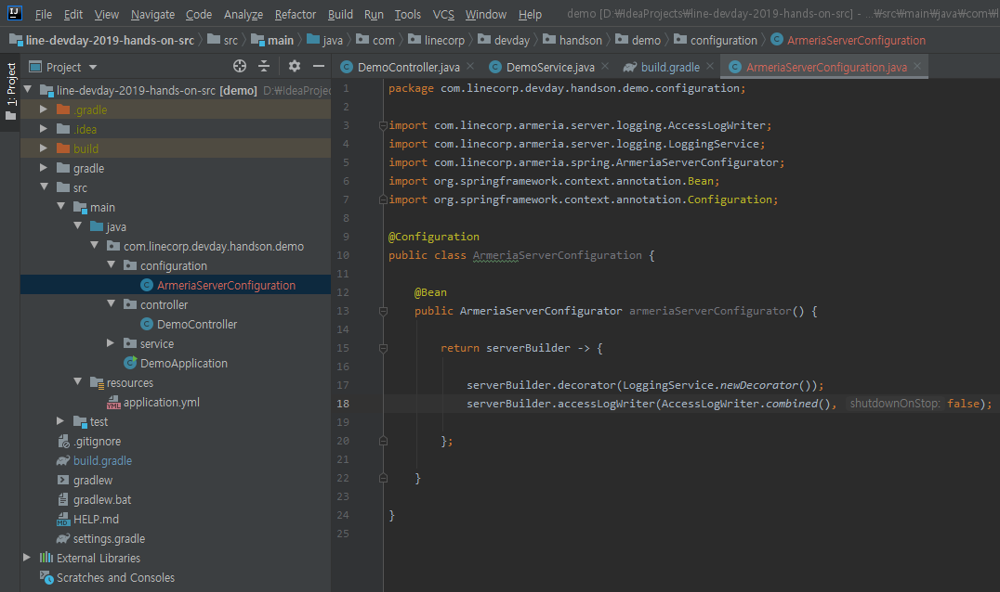 File Edit View Navigate Code Analyze Refactor Build Run Tools VCS Window Help demo [D:₩IdeaProjects₩line-devday-2019-hands-on-src] - ...₩src₩main₩java₩com₩l
line-devday-2019-hands-on-src src main java com linecorp devday handson demo configuration ArmeriaServerConfiguration
1: Project
Project
DemoController.java DemoService.java build.gradle ArmeriaServerConfiguration.java
line-devday-2019-hands-on-src [demo] D:₩IdeaProjec
.gradle
.idea
build
gradle
src
main
java
com.linecorp.devday.handson.demo
configuration
ArmeriaServerConfiguration
controller
DemoController
service
DemoApplication
resources
application.yml
test
.gitignore
build.gradle
gradlew
gradlew.bat
HELP.md
settings.gradle
External Libraries
Scratches and Consoles
1 package com.linecorp.devday.handson.demo.configuration;
2
3 import com.linecorp.armeria.server.logging.AccessLogWriter;
4 import com.linecorp.armeria.server.logging.LoggingService;
5 import com.linecorp.armeria.spring.ArmeriaServerConfigurator;
6 import org.springframework.context.annotation.Bean;
7 import org.springframework.context.annotation.Configuration;
8
9 @Configuration
10 public class ArmeriaServerConfiguration {
11
12 @Bean
13 public ArmeriaServerConfigurator armeriaServerConfigurator() {
14
15 return serverBuilder -> {
16
17 serverBuilder.decorator(LoggingService.newDecorator());
18 serverBuilder.accessLogWriter(AccessLogWriter.combined(), shutdownOnStop: false);
19
20 };
21
22 }
23
24 }
25